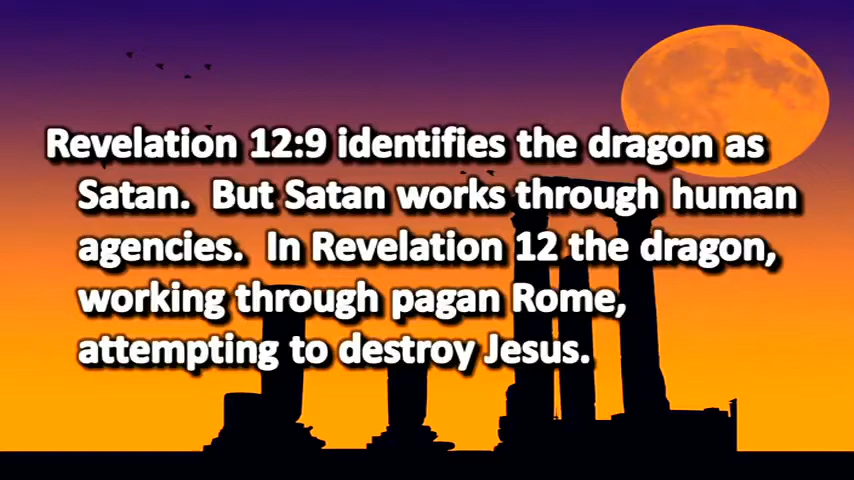 Revelation 12:9 identifies the dragon as
Satan.  But Satan works through human
agencies.  In Revelation 12 the dragon,
working through pagan Rome,
attempting to destroy Jesus.